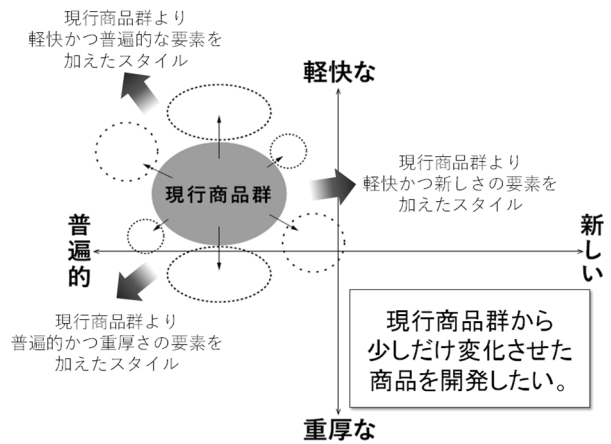 現行商品群より
軽快かつ普遍的な要素を
加えたスタイル
軽快な
現行商品群
現行商品群より
軽快かつ新しさの要素を
加えたスタイル
普遍的
新しい
現行商品群より
普遍的かつ重厚さの要素を
加えたスタイル
現行商品群から
少しだけ変化させた
商品を開発したい。
重厚な